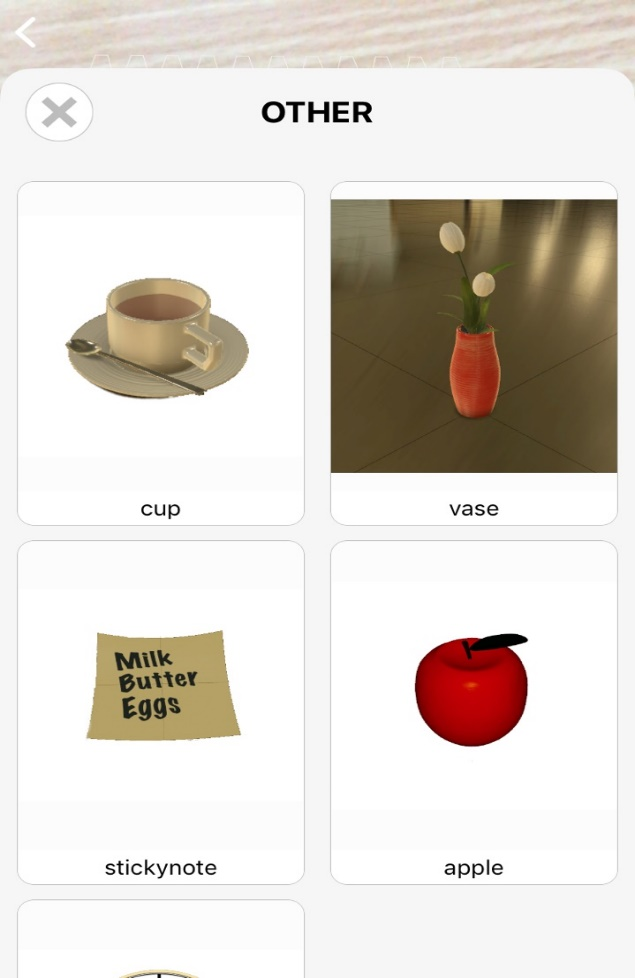 OTHER
cup
vase
Milk
Butter
Eggs
stickynote
apple